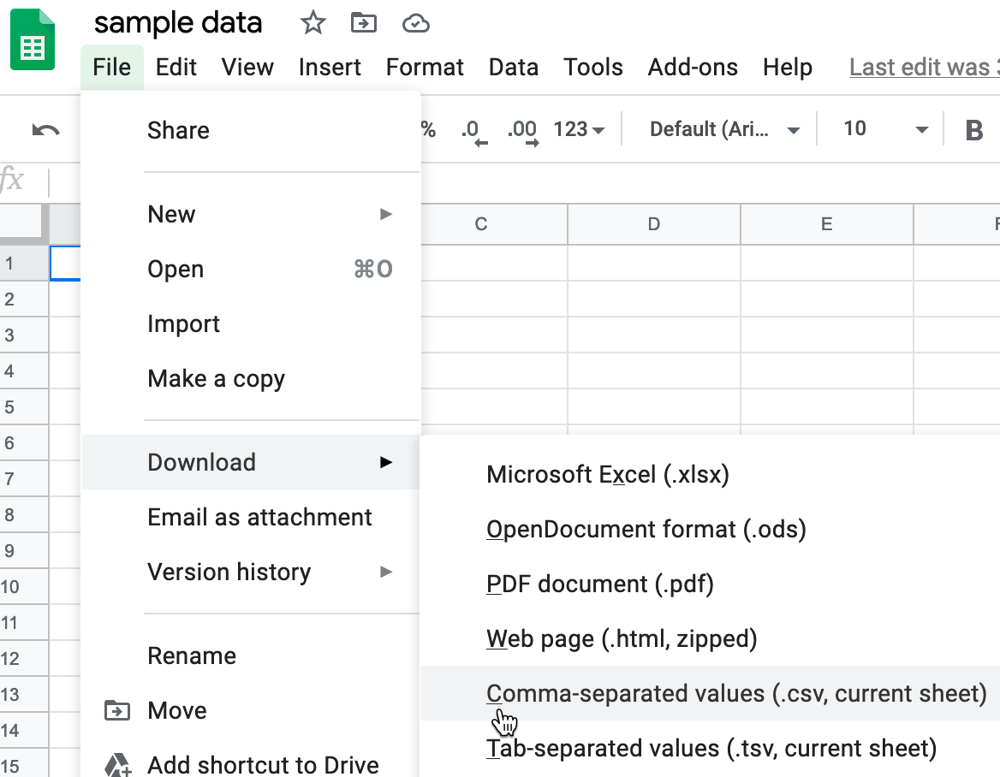 sample data
File Edit View Insert Format Data Tools Add-ons Help Last edit was
% .0 .00 123 Default (Ari... 10 B
fx
C D E F
1
2
3
4
5
6
7
8
9
10
11
12
13
14
15
Share
New
Open ⌘O
Import
Make a copy
Download
Email as attachment
Version history
Rename
Move
Add shortcut to Drive
Microsoft Excel (.xlsx)
OpenDocument format (.ods)
PDF document (.pdf)
Web page (.html, zipped)
Comma-separated values (.csv, current sheet)
Tab-separated values (.tsv, current sheet)